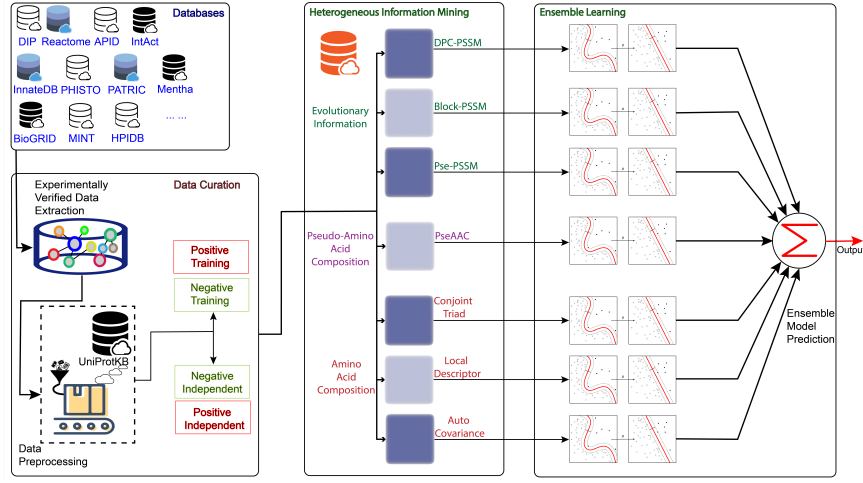 Databases
DIP Reactome APID IntAct
InnateDB PHISTO PATRIC Mentha
BioGRID MINT HPIDB ... ...
Experimentally
Verified Data
Extraction
Data Curation
Positive
Training
Negative
Training
UniProtKB
Negative
Independent
Positive
Independent
Data
Preprocessing
Heterogeneous Information Mining
DPC-PSSM
Evolutionary
Information
Block-PSSM
Pse-PSSM
Pseudo-Amino
Acid
Composition
PseAAC
Conjoint
Triad
Amino
Acid
Composition
Local
Descriptor
Auto
Covariance
Ensemble Learning
Σ
Outpu
Ensemble
Model
Prediction